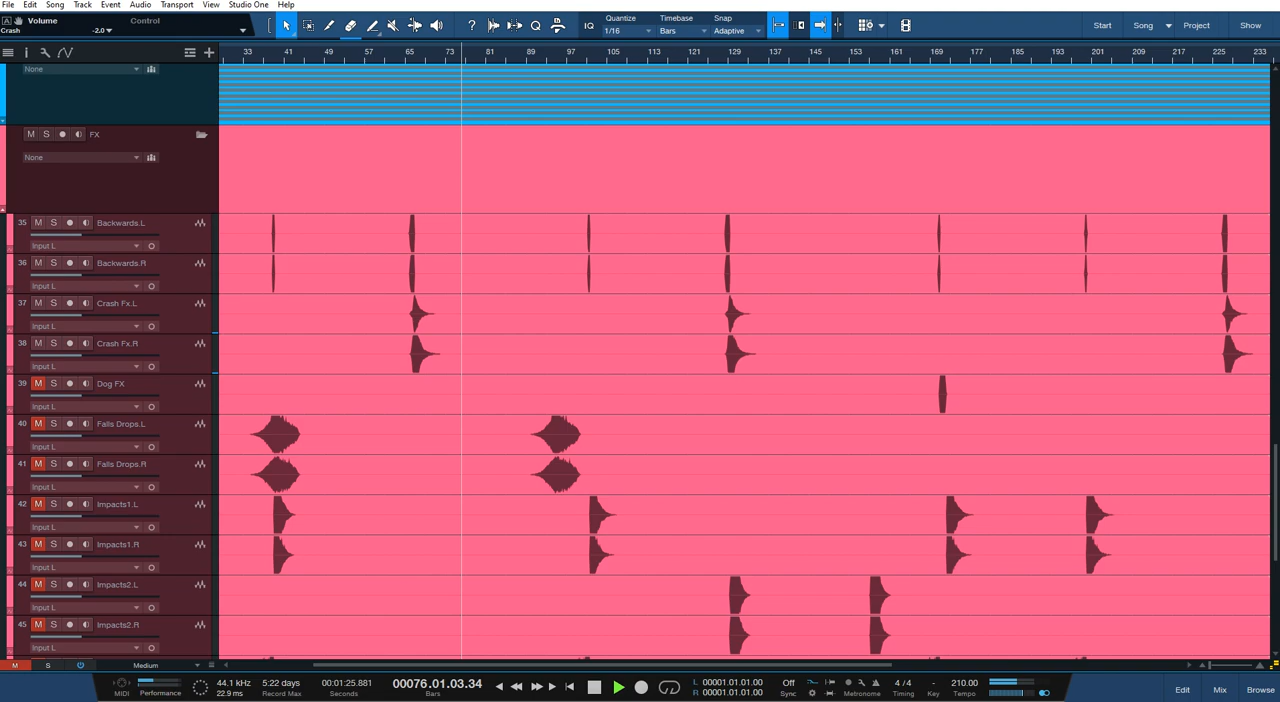 File Edit Song Track Event Audio Transport View Studio One Help
Volume Control
Crash -2.0
IQ Quantize Timebase Snap
1/16 Bars Adaptive
Start Song Project Show
33 41 49 57 65 73 81 89 97 105 113 121 129 137 145 153 161 169 177 185 193 201 209 217 225 233
None
M S FX
None
35 M S Backwards.L
Input L
36 M S Backwards.R
Input L
37 M S Crash Fx.L
Input L
38 M S Crash Fx.R
Input L
39 M S Dog FX
Input L
40 M S Falls Drops.L
Input L
41 M S Falls Drops.R
Input L
42 M S Impacts1.L
Input L
43 M S Impacts1.R
Input L
44 M S Impacts2.L
Input L
45 M S Impacts2.R
Input L
M S Medium
44.1 kHz 5:22 days 00:01:25.881 00076.01.03.34 L 00001.01.01.00 Off 4 / 4 - 210.00
MIDI Performance 22.9 ms Record Max Seconds Bars R 00001.01.01.00 Sync Metronome Timing Key Tempo
Edit Mix Browse